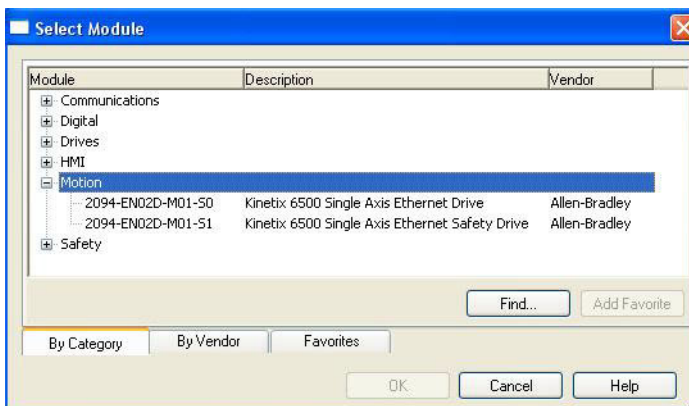 Select Module
Module Description Vendor
Communications
Digital
Drives
HMI
Motion
2094-EN02D-M01-S0 Kinetix 6500 Single Axis Ethernet Drive Allen-Bradley
2094-EN02D-M01-S1 Kinetix 6500 Single Axis Ethernet Safety Drive Allen-Bradley
Safety
Find... Add Favorite
By Category By Vendor Favorites
OK Cancel Help